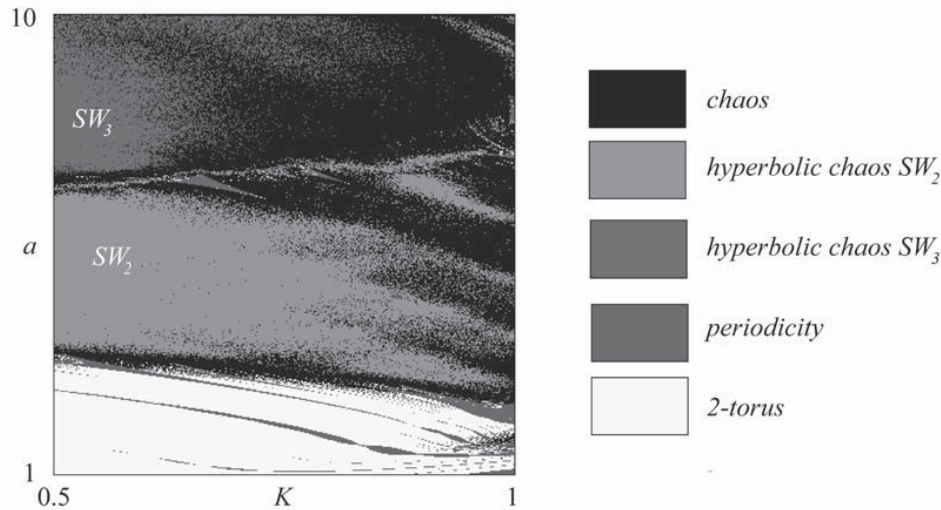 10
SW₃
a
SW₂
1
0.5
K
1
chaos
hyperbolic chaos SW₂
hyperbolic chaos SW₃
periodicity
2-torus